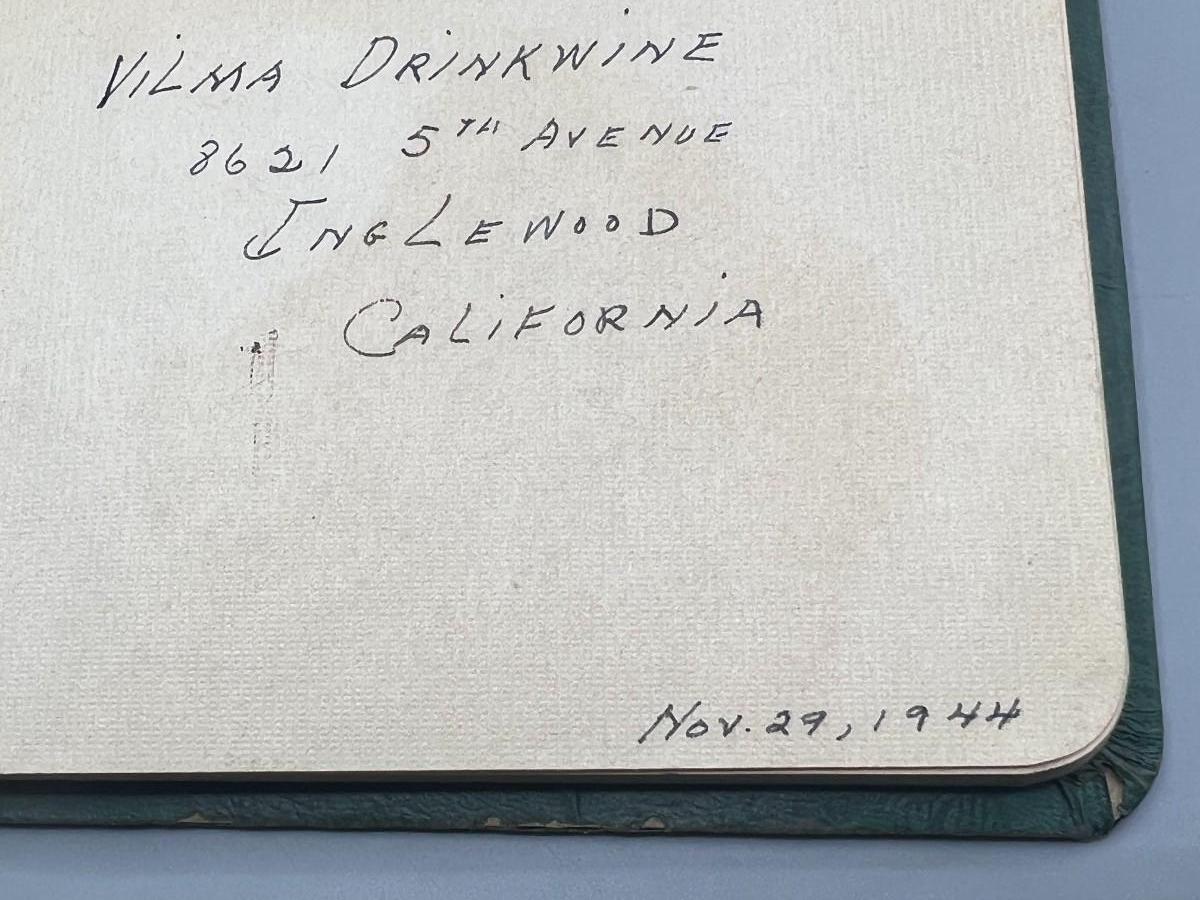 VILMA DRINKWINE
8621 5TH AVENUE
INGLEWOOD
CALIFORNIA
Nov. 29, 1944